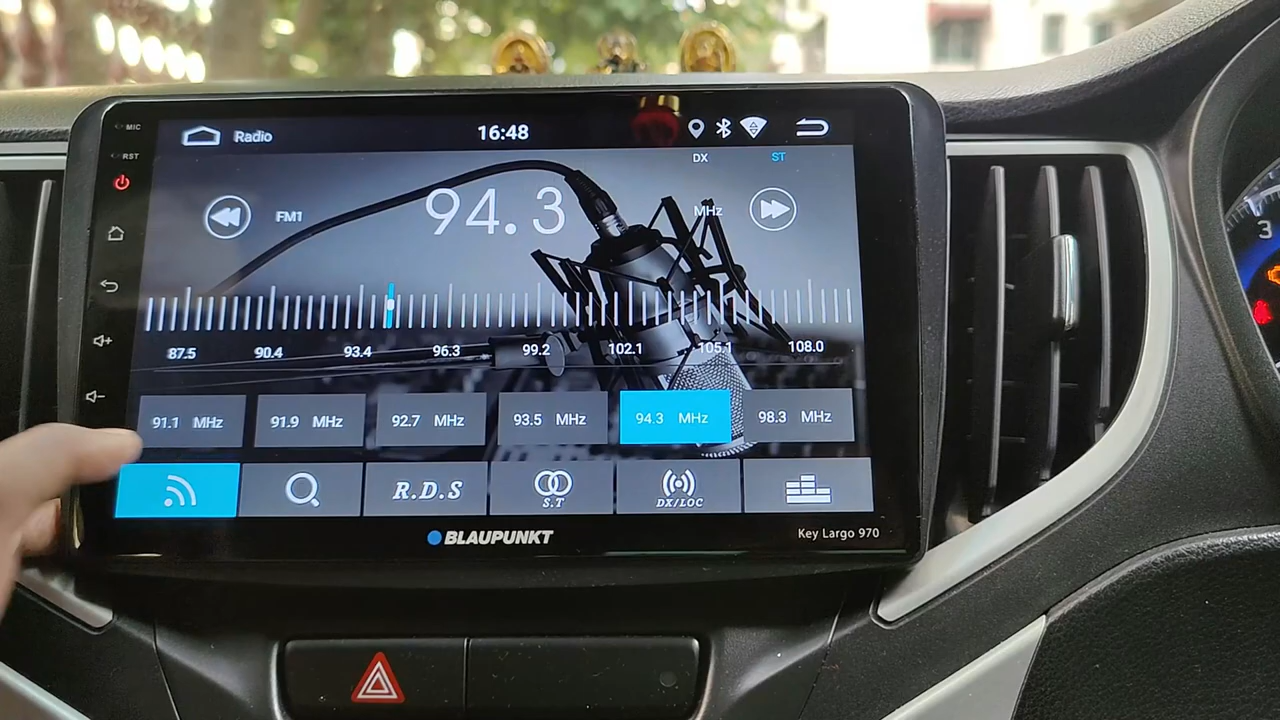 MIC
Radio
16:48
RST
DX
ST
FM1
94.3
MHz
87.5 90.4 93.4 96.3 99.2 102.1 105.1 108.0
91.1 MHz
91.9 MHz
92.7 MHz
93.5 MHz
94.3 MHz
98.3 MHz
R.D.S
S.T
DX/LOC
BLAUPUNKT
Key Largo 970
3